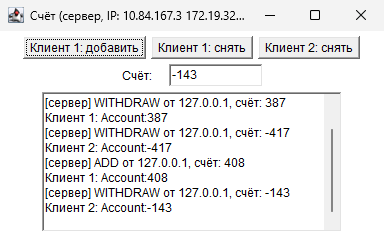 Счёт (сервер, IP: 10.84.167.3 172.19.32...
Клиент 1: добавить
Клиент 1: снять
Клиент 2: снять
Счёт:
-143
[сервер] WITHDRAW от 127.0.0.1, счёт: 387
Клиент 1: Account:387
[сервер] WITHDRAW от 127.0.0.1, счёт: -417
Клиент 2: Account:-417
[сервер] ADD от 127.0.0.1, счёт: 408
Клиент 1: Account:408
[сервер] WITHDRAW от 127.0.0.1, счёт: -143
Клиент 2: Account:-143